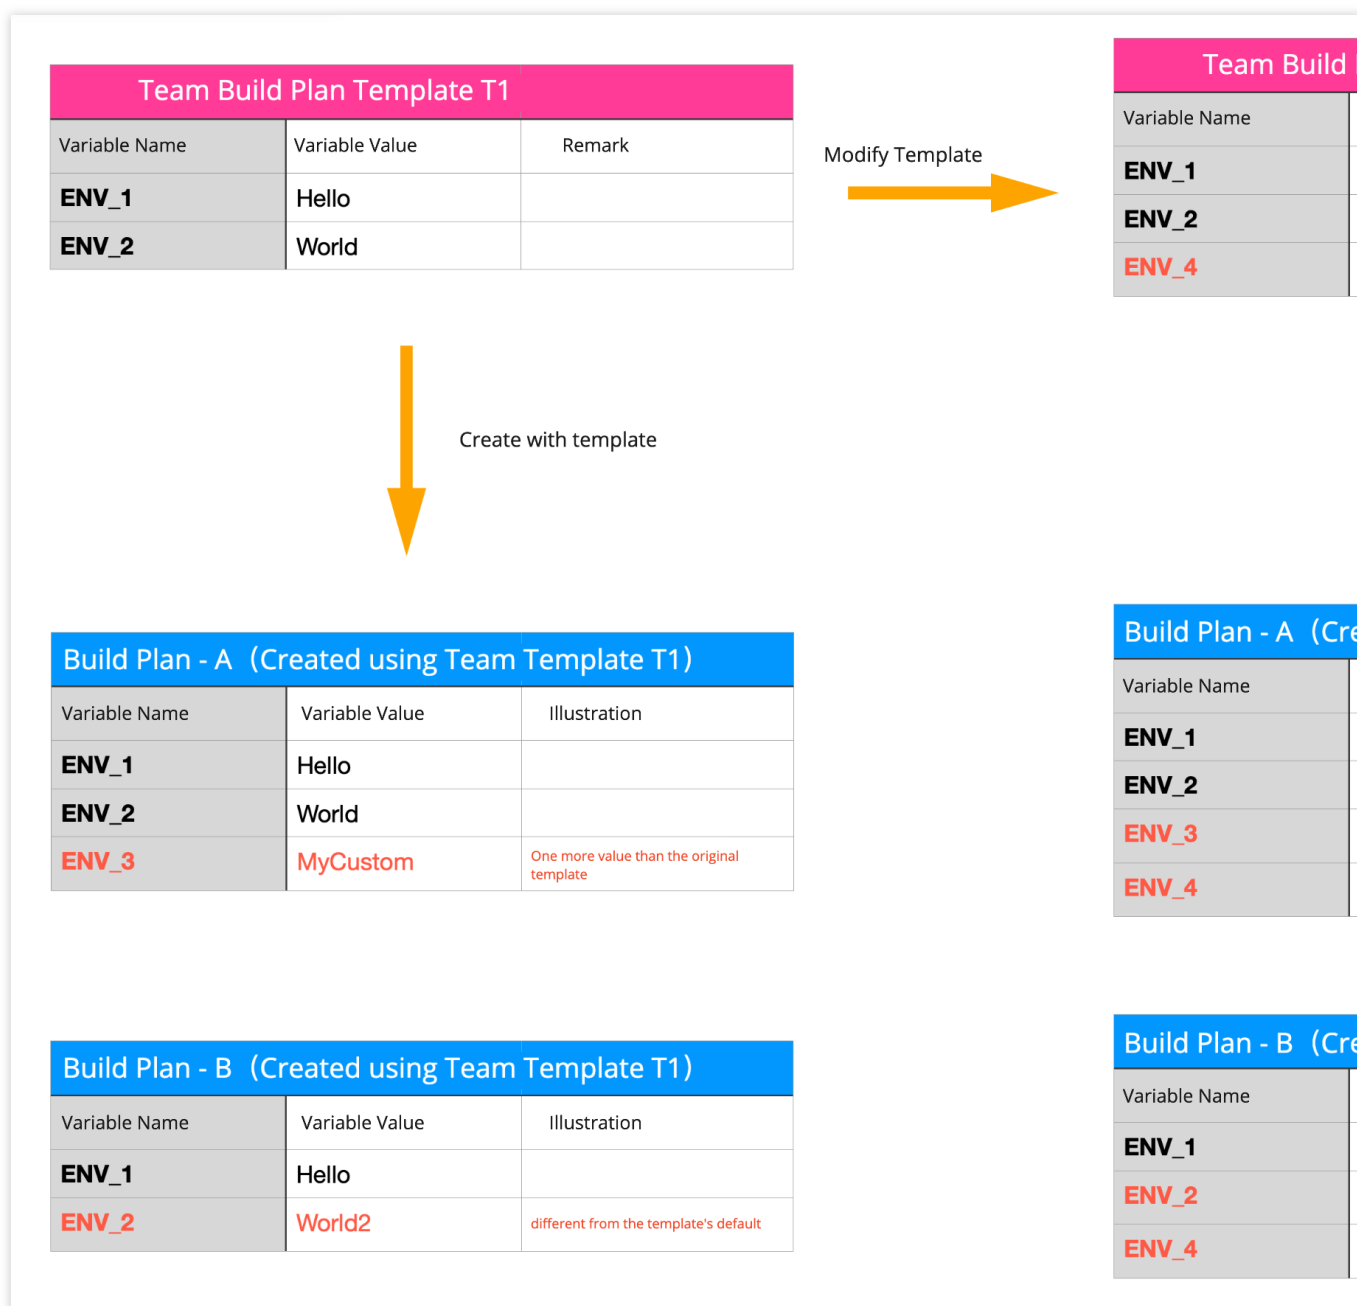 Team Build Plan Template T1
Variable Name Variable Value Remark
ENV_1 Hello
ENV_2 World
Modify Template
Team Build
Variable Name
ENV_1
ENV_2
ENV_4
Create with template
Build Plan - A（Created using Team Template T1）
Variable Name Variable Value Illustration
ENV_1 Hello
ENV_2 World
ENV_3 MyCustom One more value than the original
template
Build Plan - A（Cre
Variable Name
ENV_1
ENV_2
ENV_3
ENV_4
Build Plan - B（Created using Team Template T1）
Variable Name Variable Value Illustration
ENV_1 Hello
ENV_2 World2 different from the template's default
Build Plan - B（Cre
Variable Name
ENV_1
ENV_2
ENV_4